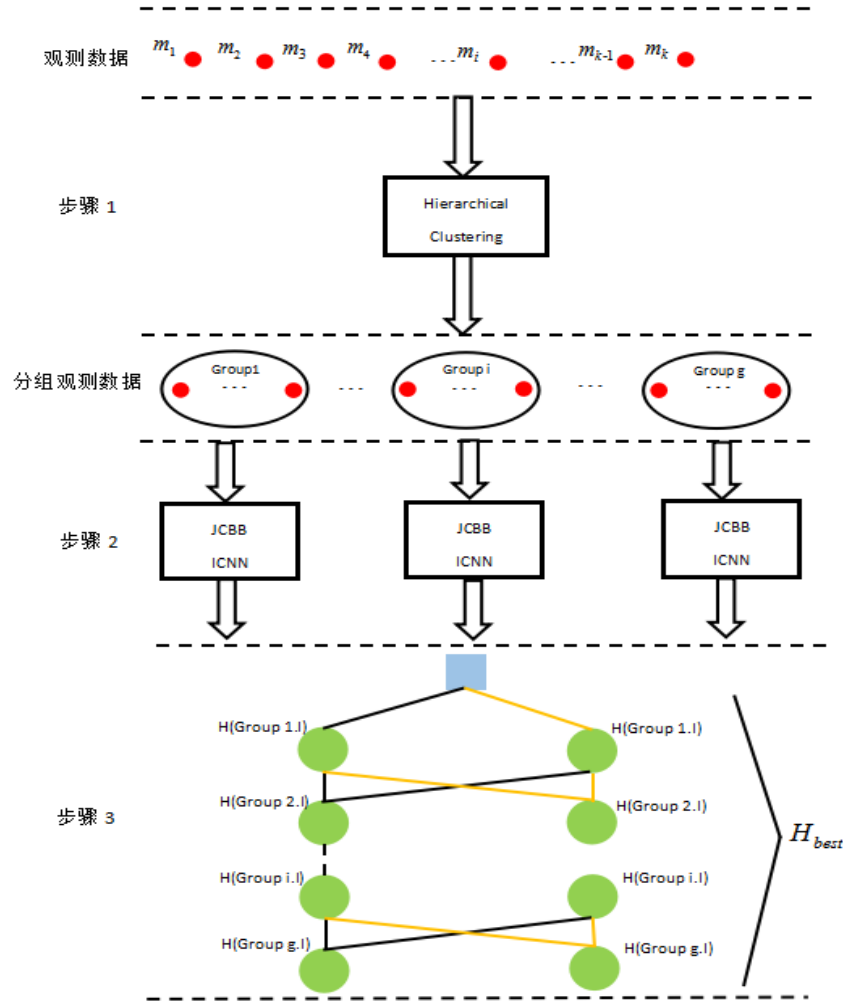 观测数据 m1 m2 m3 m4 ---mi ---mk-1 mk
步骤 1
Hierarchical
Clustering
分组观测数据
Group1
---
---
Group i
---
---
Group g
---
步骤 2
JCBB
ICNN
JCBB
ICNN
JCBB
ICNN
步骤 3
H(Group 1.I) H(Group 1.I)
H(Group 2.I) H(Group 2.I)
H(Group i.I) H(Group i.I)
H(Group g.I) H(Group g.I)
Hbest